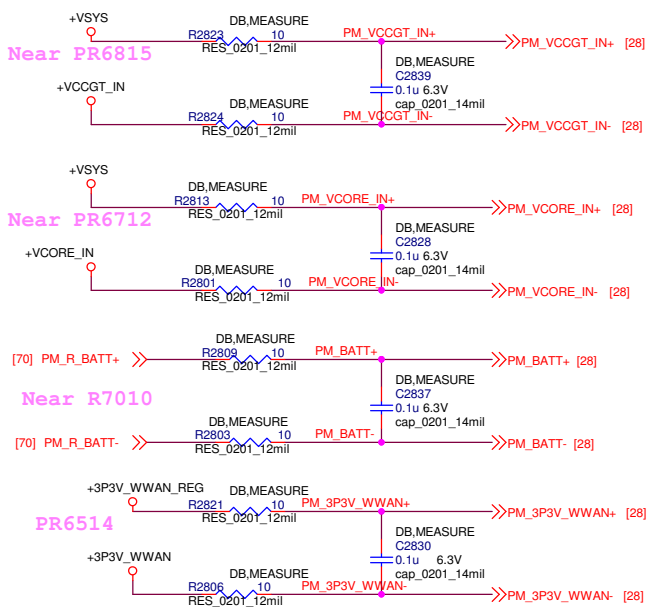 +VSYS
DB,MEASURE
R2823 10 PM_VCCGT_IN+
RES_0201_12mil
PM_VCCGT_IN+ [28]
Near PR6815
DB,MEASURE
C2839
0.1u 6.3V
cap_0201_14mil
+VCCGT_IN
DB,MEASURE
R2824 10 PM_VCCGT_IN-
RES_0201_12mil
PM_VCCGT_IN- [28]
+VSYS
DB,MEASURE
R2813 10 PM_VCORE_IN+
RES_0201_12mil
PM_VCORE_IN+ [28]
Near PR6712
DB,MEASURE
C2828
0.1u 6.3V
cap_0201_14mil
+VCORE_IN
DB,MEASURE
R2801 10 PM_VCORE_IN-
RES_0201_12mil
PM_VCORE_IN- [28]
DB,MEASURE
[70] PM_R_BATT+ R2809 10 PM_BATT+ PM_BATT+ [28]
RES_0201_12mil
Near R7010
DB,MEASURE
C2837
0.1u 6.3V
cap_0201_14mil
DB,MEASURE
[70] PM_R_BATT- R2803 10 PM_BATT- PM_BATT- [28]
RES_0201_12mil
+3P3V_WWAN_REG
DB,MEASURE
R2821 10 PM_3P3V_WWAN+
RES_0201_12mil
PM_3P3V_WWAN+ [28]
PR6514
DB,MEASURE
C2830
0.1u 6.3V
cap_0201_14mil
+3P3V_WWAN
DB,MEASURE
R2806 10 PM_3P3V_WWAN-
RES_0201_12mil
PM_3P3V_WWAN- [28]